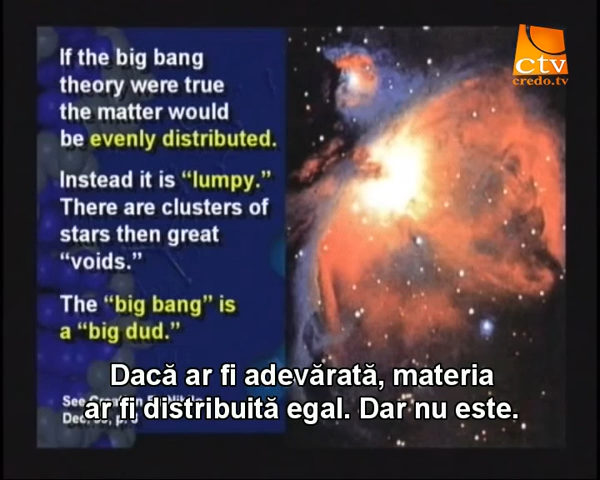 ctv
credo.tv
If the big bang
theory were true
the matter would
be evenly distributed.
Instead it is “lumpy.”
There are clusters of
stars then great
“voids.”
The “big bang” is
a “big dud.”
Dacă ar fi adevărată, materia
See
ar fi distribuită egal. Dar nu este.
Dec.